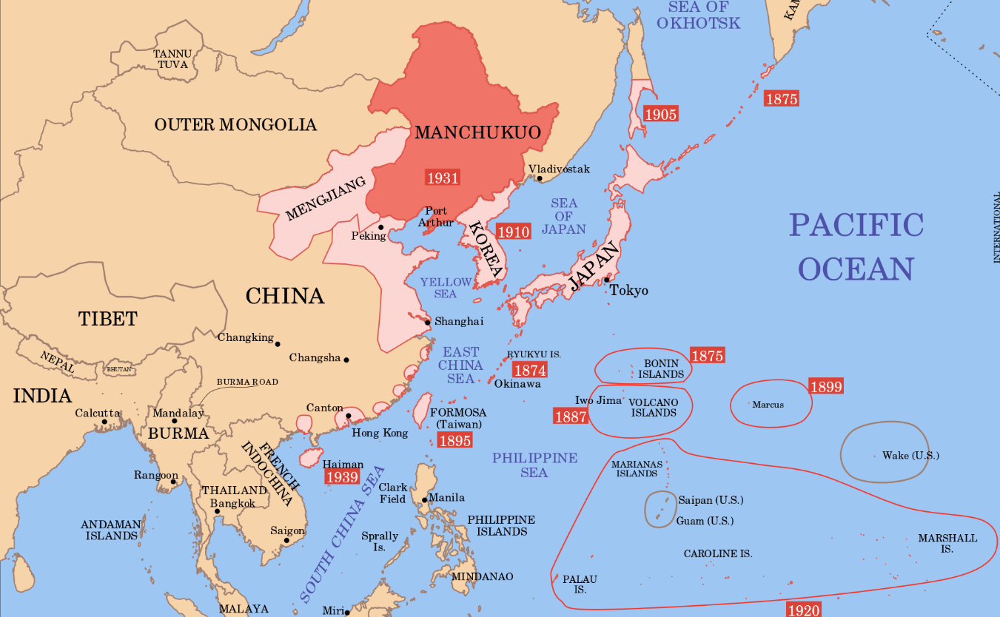 SEA OF
OKHOTSK
KAM
TANNU
TUVA
1875
1905
OUTER MONGOLIA
MANCHUKUO
Vladivostak
1931
MENGJIANG
SEA
OF
JAPAN
Port
Arthur
PACIFIC
OCEAN
INTERNATIONAL
Peking
1910
KOREA
JAPAN
YELLOW
SEA
Tokyo
CHINA
TIBET
Shanghai
Changking
Changsha
NEPAL
BHUTAN
EAST
CHINA
SEA
RYUKYU IS.
1874
Okinawa
BONIN
ISLANDS
1875
BURMA ROAD
INDIA
Iwo Jima
VOLCANO
ISLANDS
1887
Marcus
1899
Calcutta
Mandalay
BURMA
Canton
Hong Kong
FORMOSA
(Taiwan)
1895
FRENCH
INDOCHINA
Haiman
1939
PHILIPPINE
SEA
MARIANAS
ISLANDS
Wake (U.S.)
Rangoon
THAILAND
Bangkok
SOUTH CHINA SEA
Clark
Field
Manila
Saipan (U.S.)
Guam (U.S.)
ANDAMAN
ISLANDS
Saigon
Sprally
Is.
PHILIPPINE
ISLANDS
CAROLINE IS.
MARSHALL
IS.
MINDANAO
PALAU
IS.
MALAYA
Miri
1920